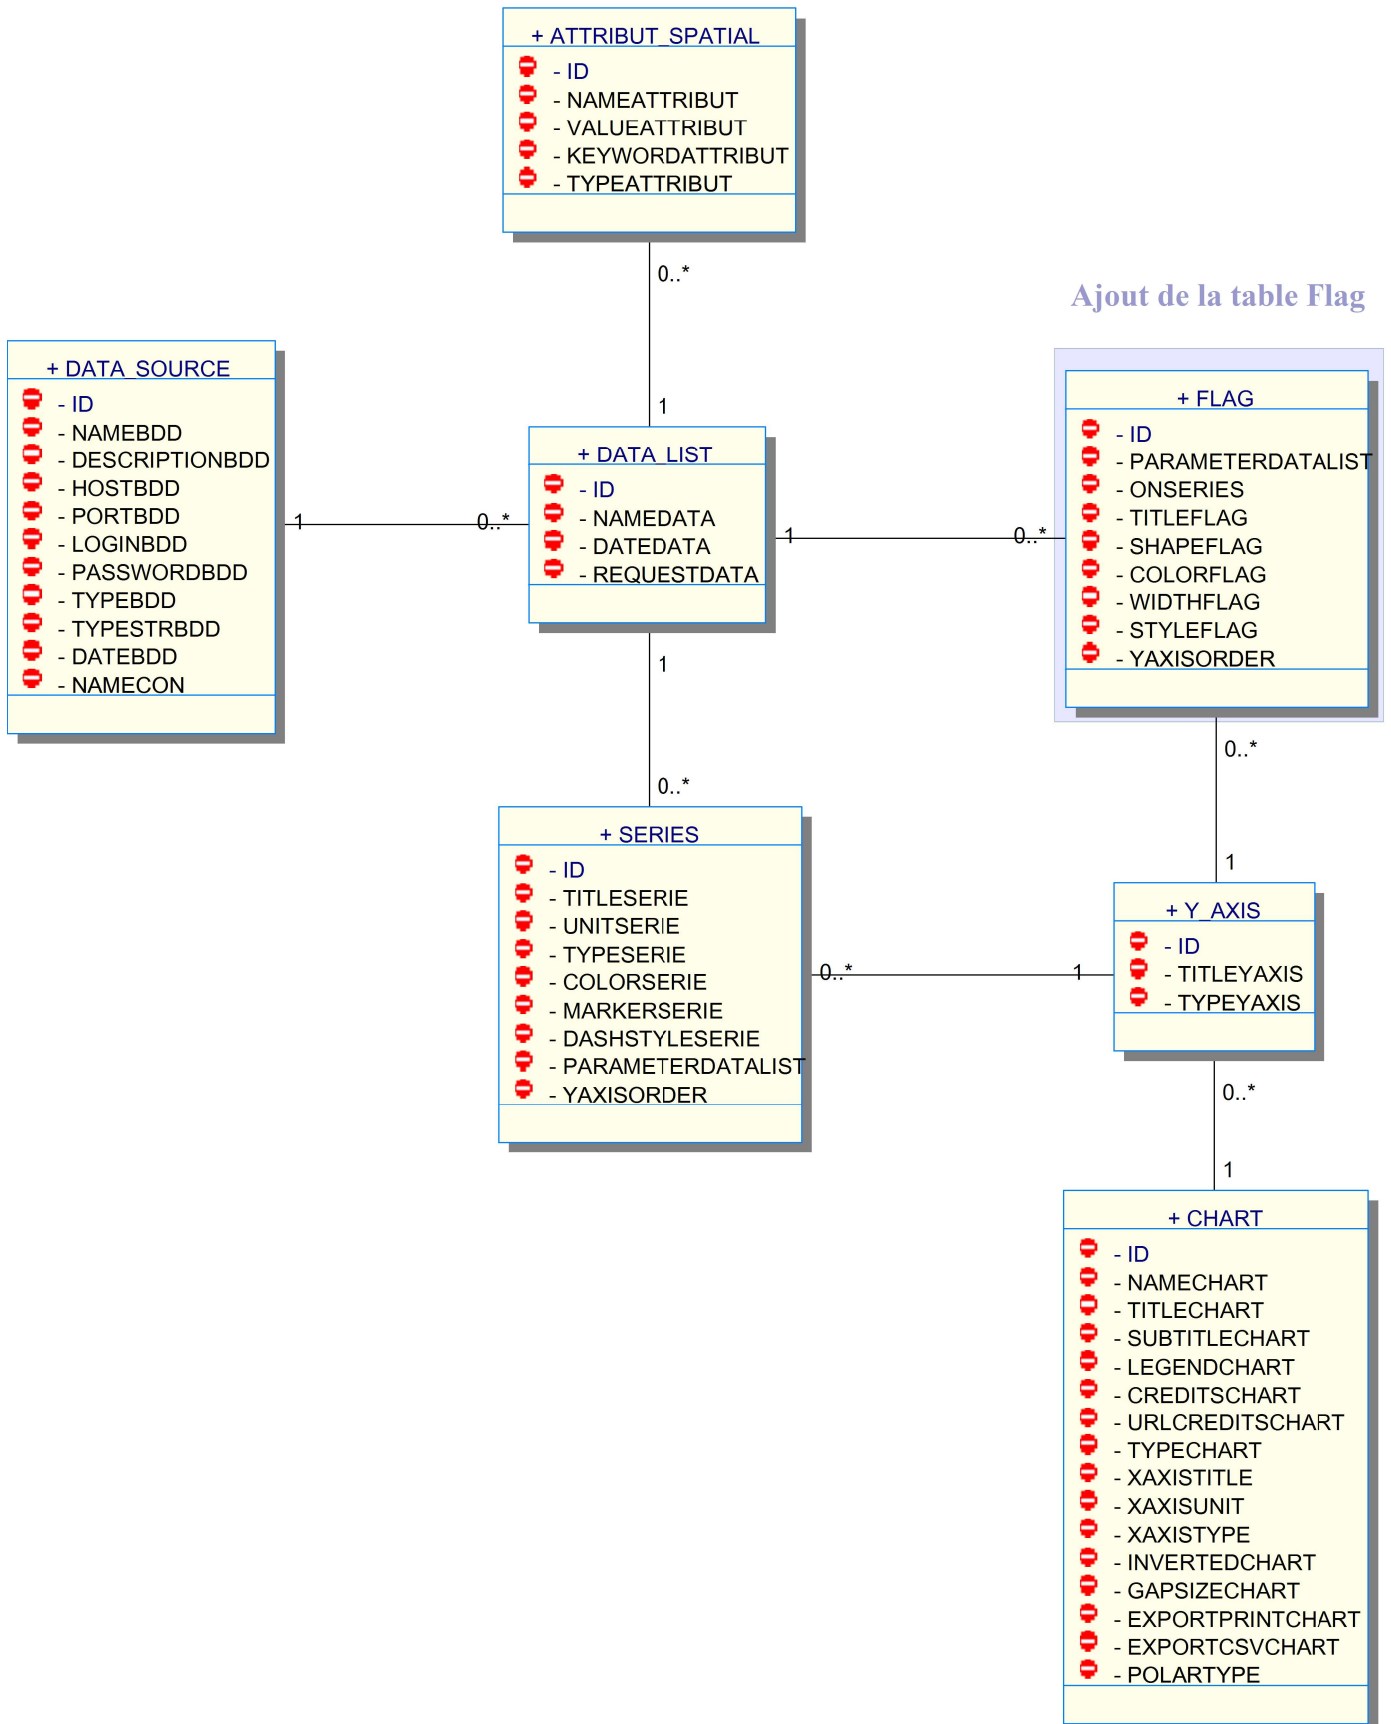 + ATTRIBUT_SPATIAL
- ID
- NAMEATTRIBUT
- VALUEATTRIBUT
- KEYWORDATTRIBUT
- TYPEATTRIBUT
0..*
1
Ajout de la table Flag
+ DATA_SOURCE
- ID
- NAMEBDD
- DESCRIPTIONBDD
- HOSTBDD
- PORTBDD
- LOGINBDD
- PASSWORDBDD
- TYPEBDD
- TYPESTRBDD
- DATEBDD
- NAMECON
1
0..*
+ DATA_LIST
- ID
- NAMEDATA
- DATEDATA
- REQUESTDATA
1
0..*
+ FLAG
- ID
- PARAMETERDATALIST
- ONSERIES
- TITLEFLAG
- SHAPEFLAG
- COLORFLAG
- WIDTHFLAG
- STYLEFLAG
- YAXISORDER
1
0..*
0..*
1
+ SERIES
- ID
- TITLESERIE
- UNITSERIE
- TYPESERIE
- COLORSERIE
- MARKERSERIE
- DASHSTYLESERIE
- PARAMETERDATALIST
- YAXISORDER
0..*
1
+ Y_AXIS
- ID
- TITLEYAXIS
- TYPEYAXIS
0..*
1
+ CHART
- ID
- NAMECHART
- TITLECHART
- SUBTITLECHART
- LEGENDCHART
- CREDITSCHART
- URLCREDITSCHART
- TYPECHART
- XAXISTITLE
- XAXISUNIT
- XAXISTYPE
- INVERTEDCHART
- GAPSIZECHART
- EXPORTPRINTCHART
- EXPORTCSVCHART
- POLARTYPE